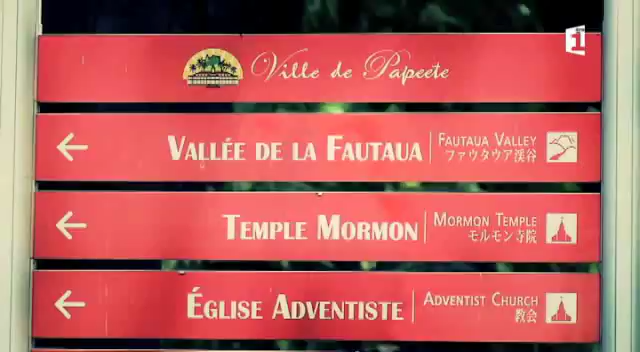 1
Ville de Papeete
VALLÉE DE LA FAUTAUA
FAUTAUA VALLEY
ファウタウア渓谷
TEMPLE MORMON
MORMON TEMPLE
モルモン寺院
ÉGLISE ADVENTISTE
ADVENTIST CHURCH
教会